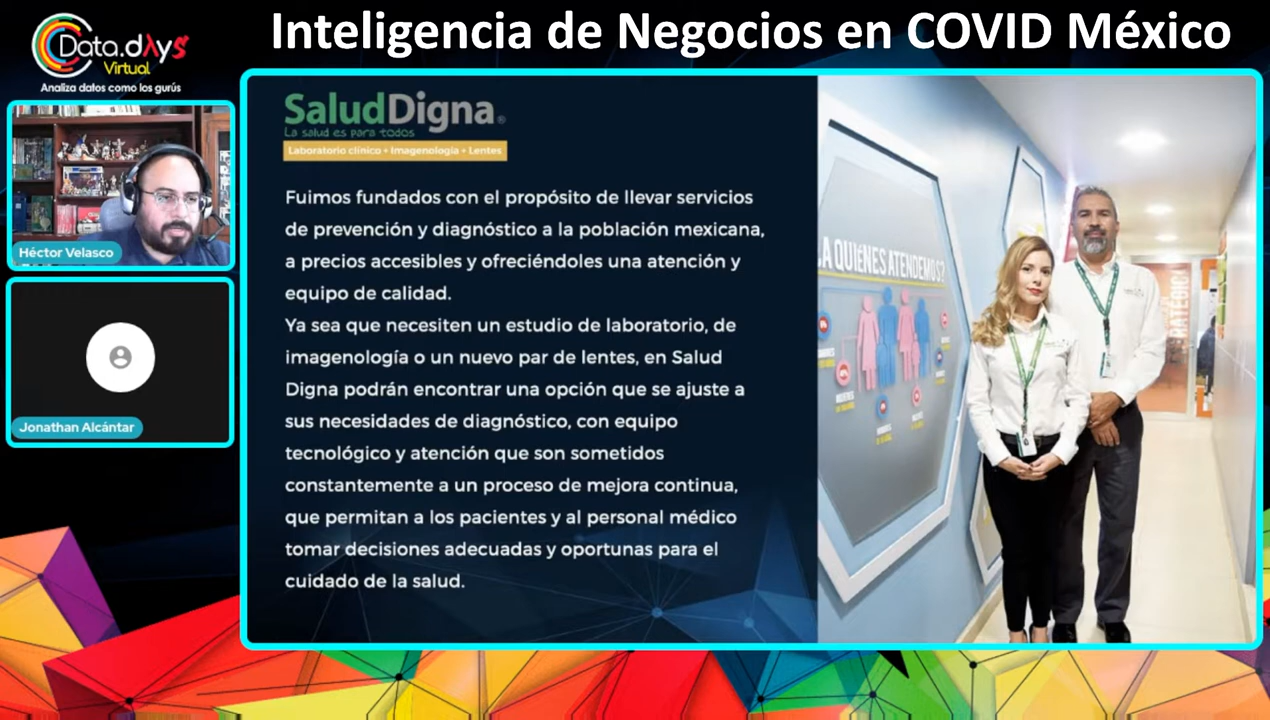 Inteligencia de Negocios en COVID México
Data.dAys
Virtual
Analiza datos como los gurús
Héctor Velasco
Jonathan Alcántar
SaludDigna®
La salud es para todos
Laboratorio clínico + Imagenología + Lentes
Fuimos fundados con el propósito de llevar servicios
de prevención y diagnóstico a la población mexicana,
a precios accesibles y ofreciéndoles una atención y
equipo de calidad.
Ya sea que necesiten un estudio de laboratorio, de
imagenología o un nuevo par de lentes, en Salud
Digna podrán encontrar una opción que se ajuste a
sus necesidades de diagnóstico, con equipo
tecnológico y atención que son sometidos
constantemente a un proceso de mejora continua,
que permitan a los pacientes y al personal médico
tomar decisiones adecuadas y oportunas para el
cuidado de la salud.
¿A QUIÉNES ATENDEMOS?